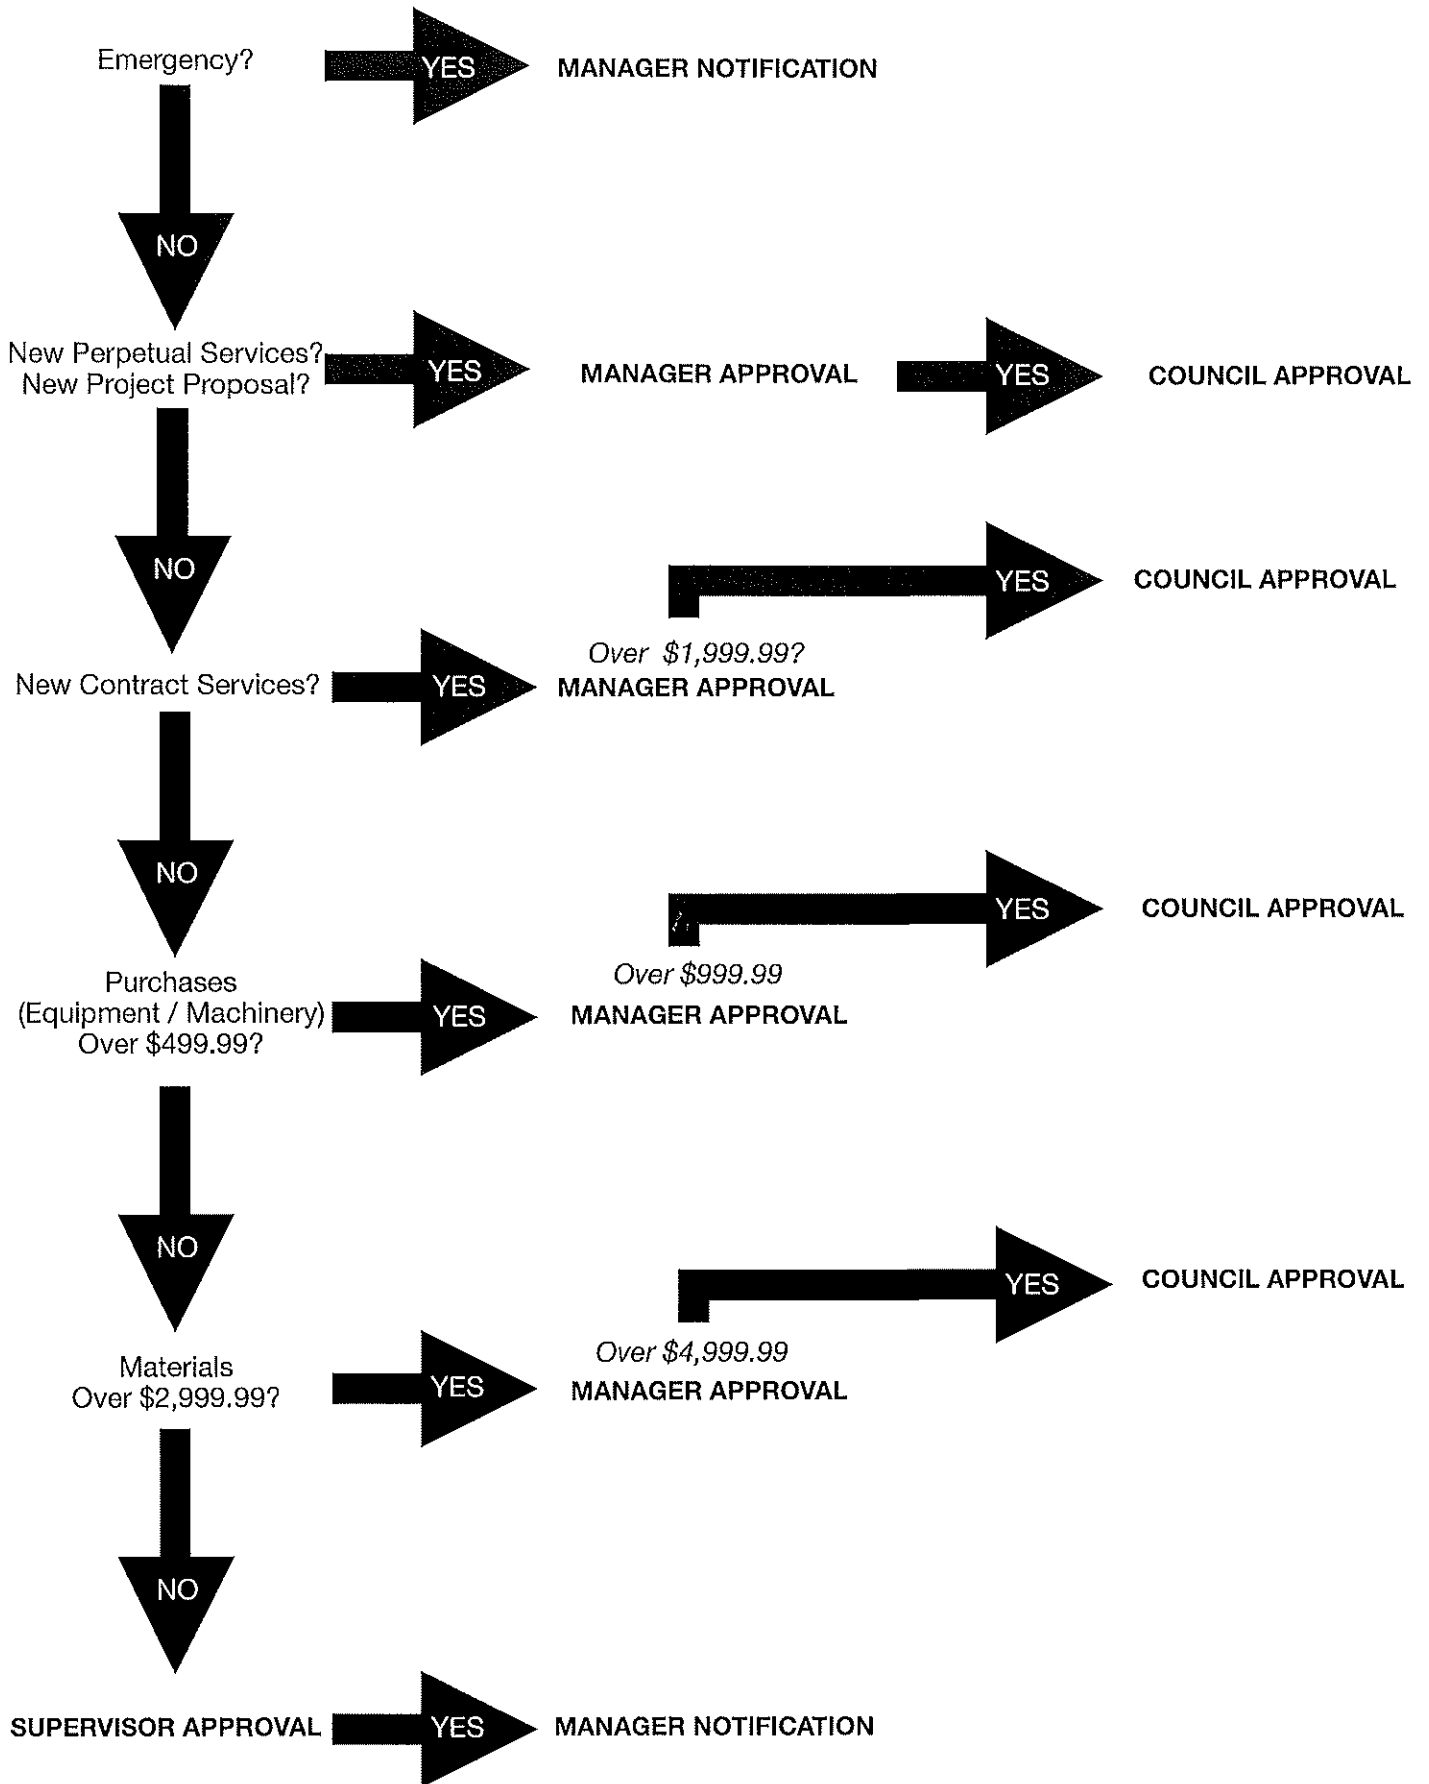 Emergency?
YES
MANAGER NOTIFICATION
NO
New Perpetual Services?
New Project Proposal?
YES
MANAGER APPROVAL
YES
COUNCIL APPROVAL
NO
YES
COUNCIL APPROVAL
Over $1,999.99?
New Contract Services?
YES
MANAGER APPROVAL
NO
YES
COUNCIL APPROVAL
Over $999.99
Purchases
(Equipment / Machinery)
Over $499.99?
YES
MANAGER APPROVAL
NO
YES
COUNCIL APPROVAL
Over $4,999.99
Materials
Over $2,999.99?
YES
MANAGER APPROVAL
NO
SUPERVISOR APPROVAL
YES
MANAGER NOTIFICATION